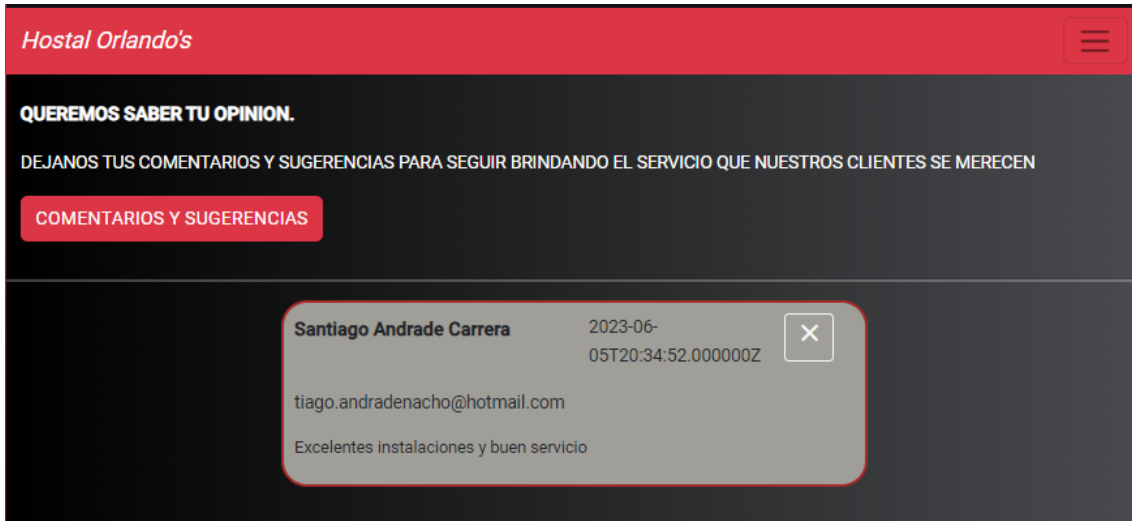 Hostal Orlando's
QUEREMOS SABER TU OPINION.
DEJANOS TUS COMENTARIOS Y SUGERENCIAS PARA SEGUIR BRINDANDO EL SERVICIO QUE NUESTROS CLIENTES SE MERECEN
COMENTARIOS Y SUGERENCIAS
Santiago Andrade Carrera
2023-06-
05T20:34:52.000000Z
tiago.andradenacho@hotmail.com
Excelentes instalaciones y buen servicio